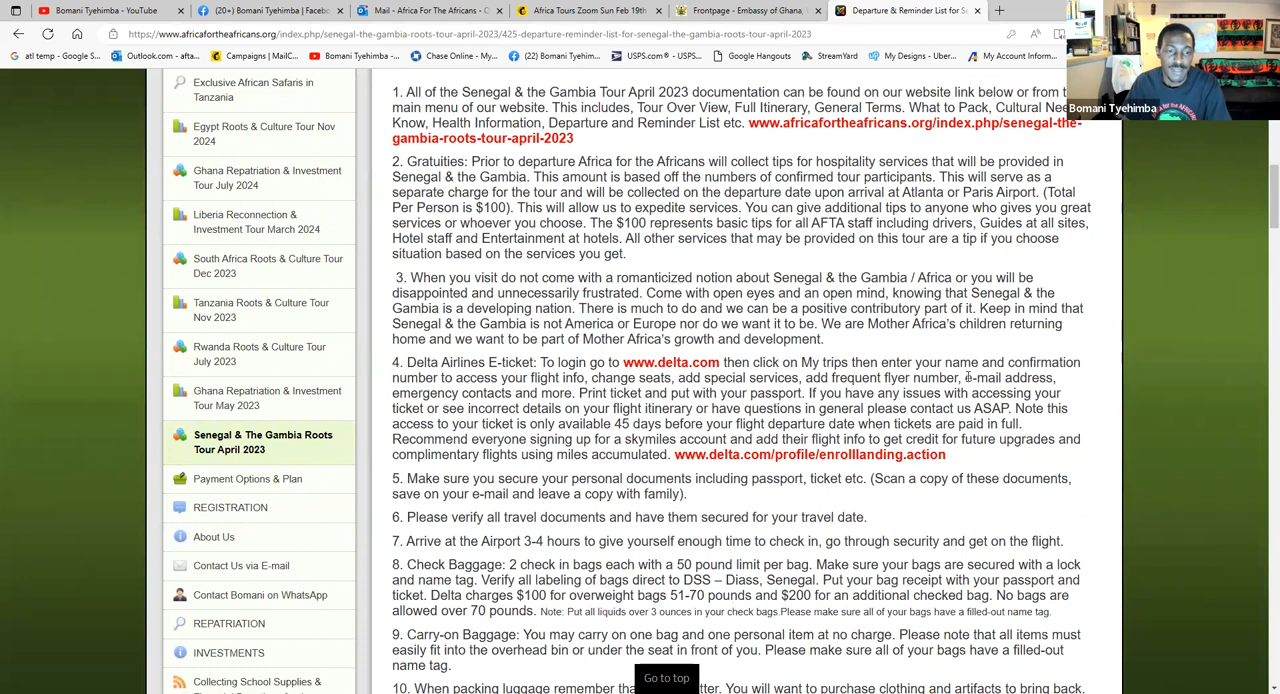 Bomani Tyehimba - YouTube
(20+) Bomani Tyehimba | Faceb
Mail - Africa For The Africans - O
Africa Tours Zoom Sun Feb 19th
Frontpage - Embassy of Ghana,
Departure & Reminder List for Se
https://www.africafortheafricans.org/index.php/senegal-the-gambia-roots-tour-april-2023/425-departure-reminder-list-for-senegal-the-gambia-roots-tour-april-2023
atl temp - Google S...
Outlook.com - afta...
Campaigns | MailC...
Bomani Tyehimba -...
Chase Online - My...
(22) Bomani Tyehim...
USPS.com® - USPS...
Google Hangouts
StreamYard
My Designs - Uber...
My Account Inform...
Bomani Tyehimba
Exclusive African Safaris in
Tanzania
Egypt Roots & Culture Tour Nov
2024
Ghana Repatriation & Investment
Tour July 2024
Liberia Reconnection &
Investment Tour March 2024
South Africa Roots & Culture Tour
Dec 2023
Tanzania Roots & Culture Tour
Nov 2023
Rwanda Roots & Culture Tour
July 2023
Ghana Repatriation & Investment
Tour May 2023
Senegal & The Gambia Roots
Tour April 2023
Payment Options & Plan
REGISTRATION
About Us
Contact Us via E-mail
Contact Bomani on WhatsApp
REPATRIATION
INVESTMENTS
Collecting School Supplies &
1. All of the Senegal & the Gambia Tour April 2023 documentation can be found on our website link below or from t
main menu of our website. This includes, Tour Over View, Full Itinerary, General Terms. What to Pack, Cultural Nee
Know, Health Information, Departure and Reminder List etc. www.africafortheafricans.org/index.php/senegal-the-
gambia-roots-tour-april-2023
2. Gratuities: Prior to departure Africa for the Africans will collect tips for hospitality services that will be provided in
Senegal & the Gambia. This amount is based off the numbers of confirmed tour participants. This will serve as a
separate charge for the tour and will be collected on the departure date upon arrival at Atlanta or Paris Airport. (Total
Per Person is $100). This will allow us to expedite services. You can give additional tips to anyone who gives you great
services or whoever you choose. The $100 represents basic tips for all AFTA staff including drivers, Guides at all sites,
Hotel staff and Entertainment at hotels. All other services that may be provided on this tour are a tip if you choose
situation based on the services you get.
3. When you visit do not come with a romanticized notion about Senegal & the Gambia / Africa or you will be
disappointed and unnecessarily frustrated. Come with open eyes and an open mind, knowing that Senegal & the
Gambia is a developing nation. There is much to do and we can be a positive contributory part of it. Keep in mind that
Senegal & the Gambia is not America or Europe nor do we want it to be. We are Mother Africa's children returning
home and we want to be part of Mother Africa's growth and development.
4. Delta Airlines E-ticket: To login go to www.delta.com then click on My trips then enter your name and confirmation
number to access your flight info, change seats, add special services, add frequent flyer number, e-mail address,
emergency contacts and more. Print ticket and put with your passport. If you have any issues with accessing your
ticket or see incorrect details on your flight itinerary or have questions in general please contact us ASAP. Note this
access to your ticket is only available 45 days before your flight departure date when tickets are paid in full.
Recommend everyone signing up for a skymiles account and add their flight info to get credit for future upgrades and
complimentary flights using miles accumulated. www.delta.com/profile/enrolllanding.action
5. Make sure you secure your personal documents including passport, ticket etc. (Scan a copy of these documents,
save on your e-mail and leave a copy with family).
6. Please verify all travel documents and have them secured for your travel date.
7. Arrive at the Airport 3-4 hours to give yourself enough time to check in, go through security and get on the flight.
8. Check Baggage: 2 check in bags each with a 50 pound limit per bag. Make sure your bags are secured with a lock
and name tag. Verify all labeling of bags direct to DSS – Diass, Senegal. Put your bag receipt with your passport and
ticket. Delta charges $100 for overweight bags 51-70 pounds and $200 for an additional checked bag. No bags are
allowed over 70 pounds. Note: Put all liquids over 3 ounces in your check bags.Please make sure all of your bags have a filled-out name tag.
9. Carry-on Baggage: You may carry on one bag and one personal item at no charge. Please note that all items must
easily fit into the overhead bin or under the seat in front of you. Please make sure all of your bags have a filled-out
name tag.
10. When packing luggage remember tha tter. You will want to purchase clothing and artifacts to bring back.
Go to top